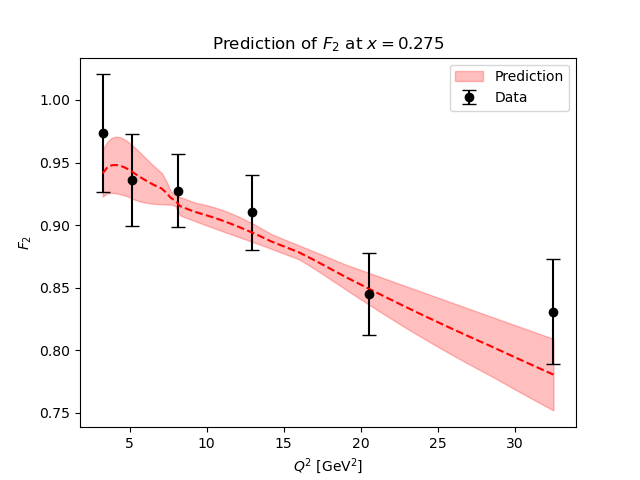 Prediction of F₂ at x = 0.275
Prediction
Data
1.00
0.95
0.90
0.85
0.80
0.75
F₂
5
10
15
20
25
30
Q² [GeV²]